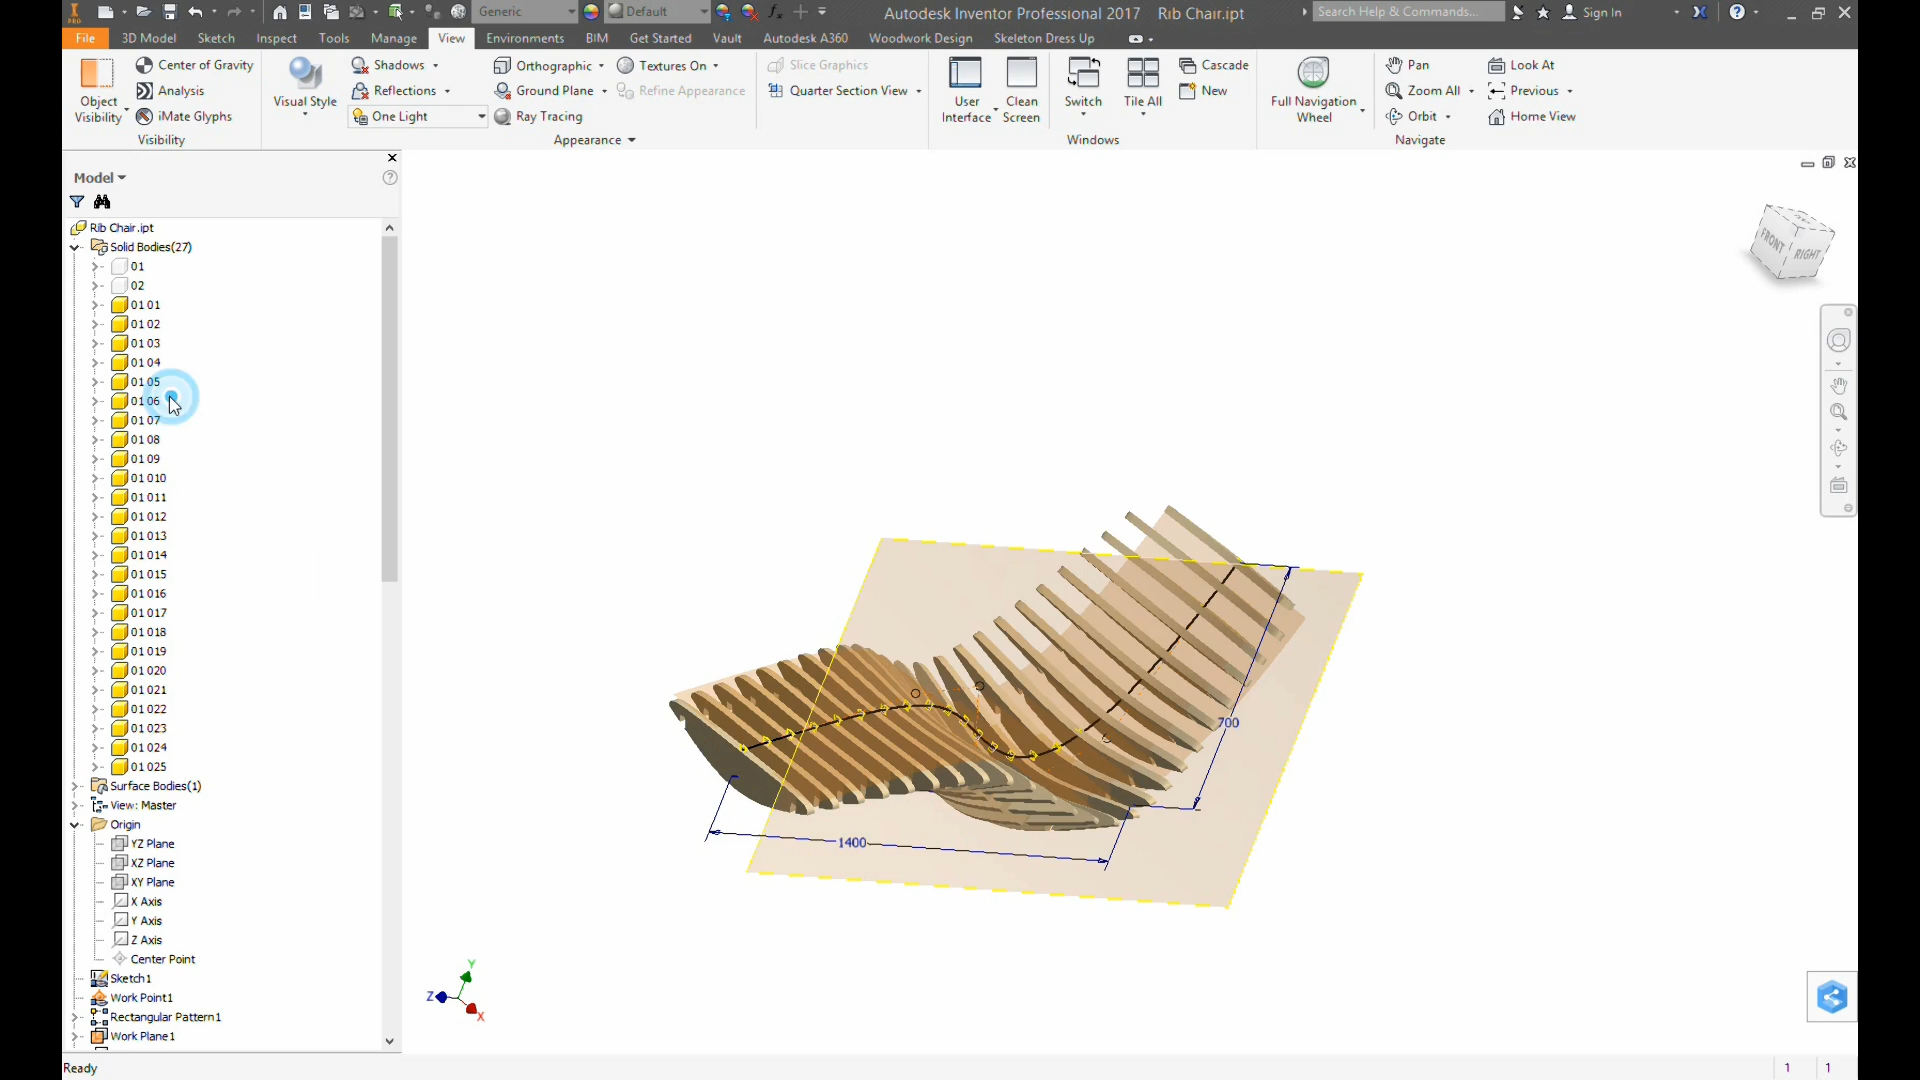 Generic
Default
Autodesk Inventor Professional 2017 Rib Chair.ipt
Search Help & Commands...
Sign In
PRO
File 3D Model Sketch Inspect Tools Manage View Environments BIM Get Started Vault Autodesk A360 Woodwork Design Skeleton Dress Up
Object Visibility
Center of Gravity
Analysis
iMate Glyphs
Visibility
Visual Style
Shadows
Reflections
One Light
Orthographic
Ground Plane
Ray Tracing
Textures On
Refine Appearance
Appearance
Slice Graphics
Quarter Section View
User Interface
Clean Screen
Switch
Tile All
Cascade
New
Windows
Full Navigation Wheel
Pan
Zoom All
Orbit
Look At
Previous
Home View
Navigate
Model
Rib Chair.ipt
Solid Bodies(27)
01
02
01 01
01 02
01 03
01 04
01 05
01 06
01 07
01 08
01 09
01 010
01 011
01 012
01 013
01 014
01 015
01 016
01 017
01 018
01 019
01 020
01 021
01 022
01 023
01 024
01 025
Surface Bodies(1)
View: Master
Origin
YZ Plane
XZ Plane
XY Plane
X Axis
Y Axis
Z Axis
Center Point
Sketch1
Work Point1
Rectangular Pattern1
Work Plane1
FRONT
RIGHT
700
1400
Y
Z
X
Ready
1 1